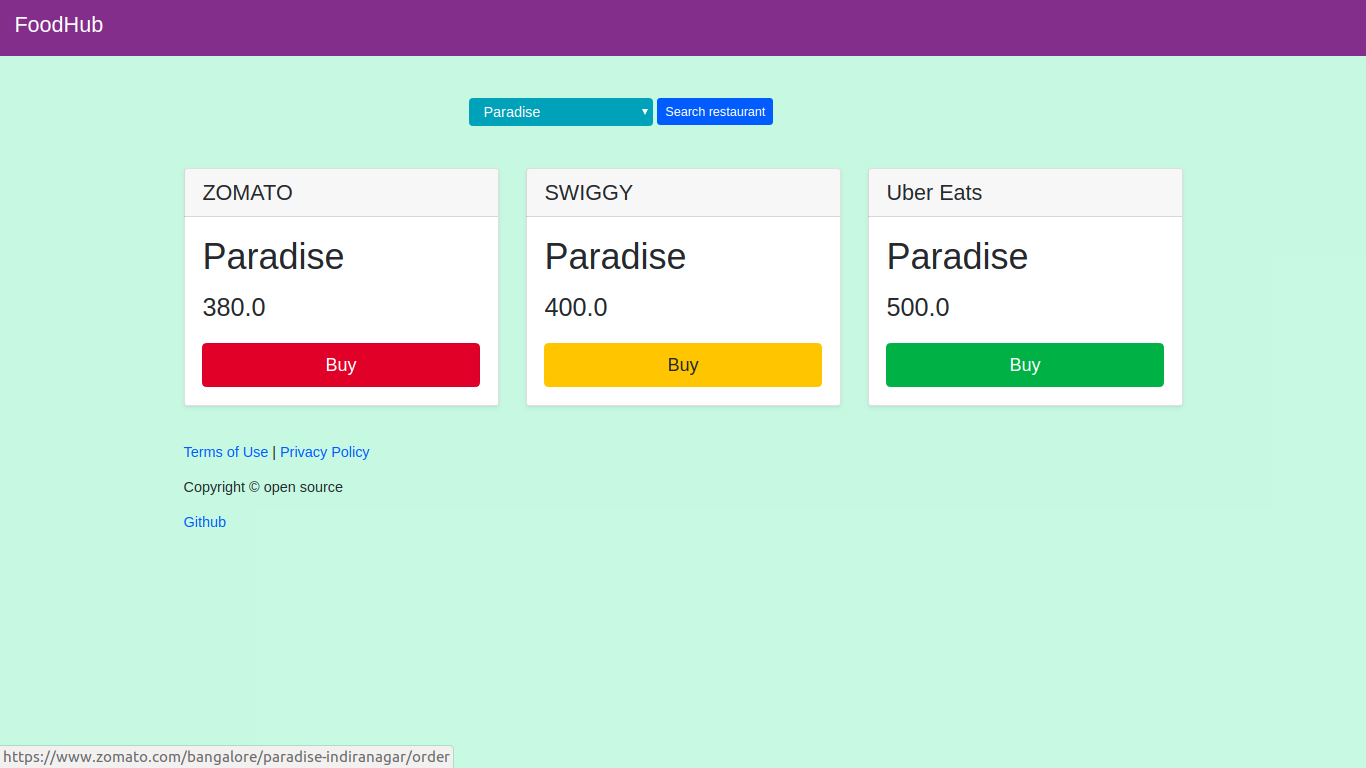 FoodHub
Paradise Search restaurant
ZOMATO
Paradise
380.0
Buy
SWIGGY
Paradise
400.0
Buy
Uber Eats
Paradise
500.0
Buy
Terms of Use | Privacy Policy
Copyright © open source
Github
https://www.zomato.com/bangalore/paradise-indiranagar/order